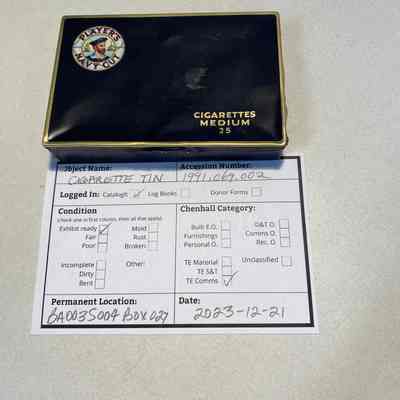 PLAYER'S
NAVY CUT
CIGARETTES
MEDIUM
25
Object Name: Accession Number:
CIGARETTE TIN 1991.069.002
Logged In: Catalogit Log Books Donor Forms
Condition Chenhall Category:
(check one in first column, then all that apply)
Exhibit ready Mold Built E.O. D&T O.
Fair Rust Furnishings Comms O.
Poor Broken Personal O. Rec. O.
Incomplete Other: TE Material Unclassified
Dirty TE S&T
Bent TE Comms
Permanent Location: Date:
BA003S004 BOX027 2023-12-21